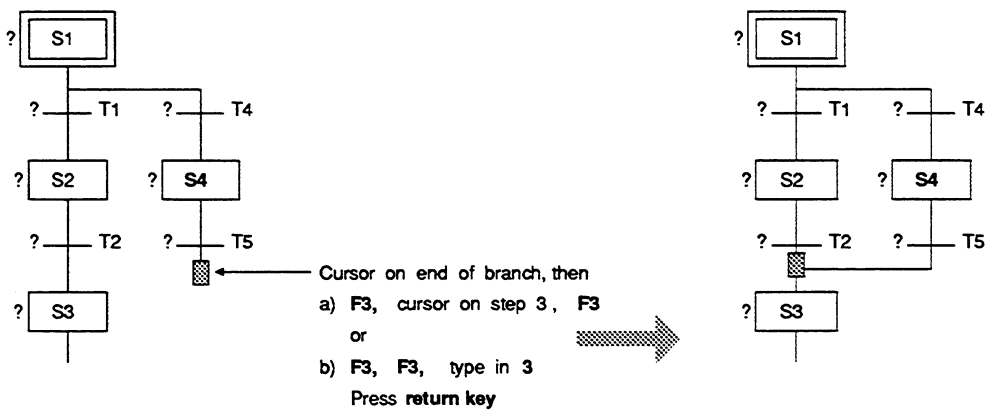 ? S1
? T1 ? T4
? S2 ? S4
? T2 ? T5
Cursor on end of branch, then
a) F3, cursor on step 3 , F3
or
b) F3, F3, type in 3
Press return key
? S3
? S1
? T1 ? T4
? S2 ? S4
? T2 ? T5
? S3